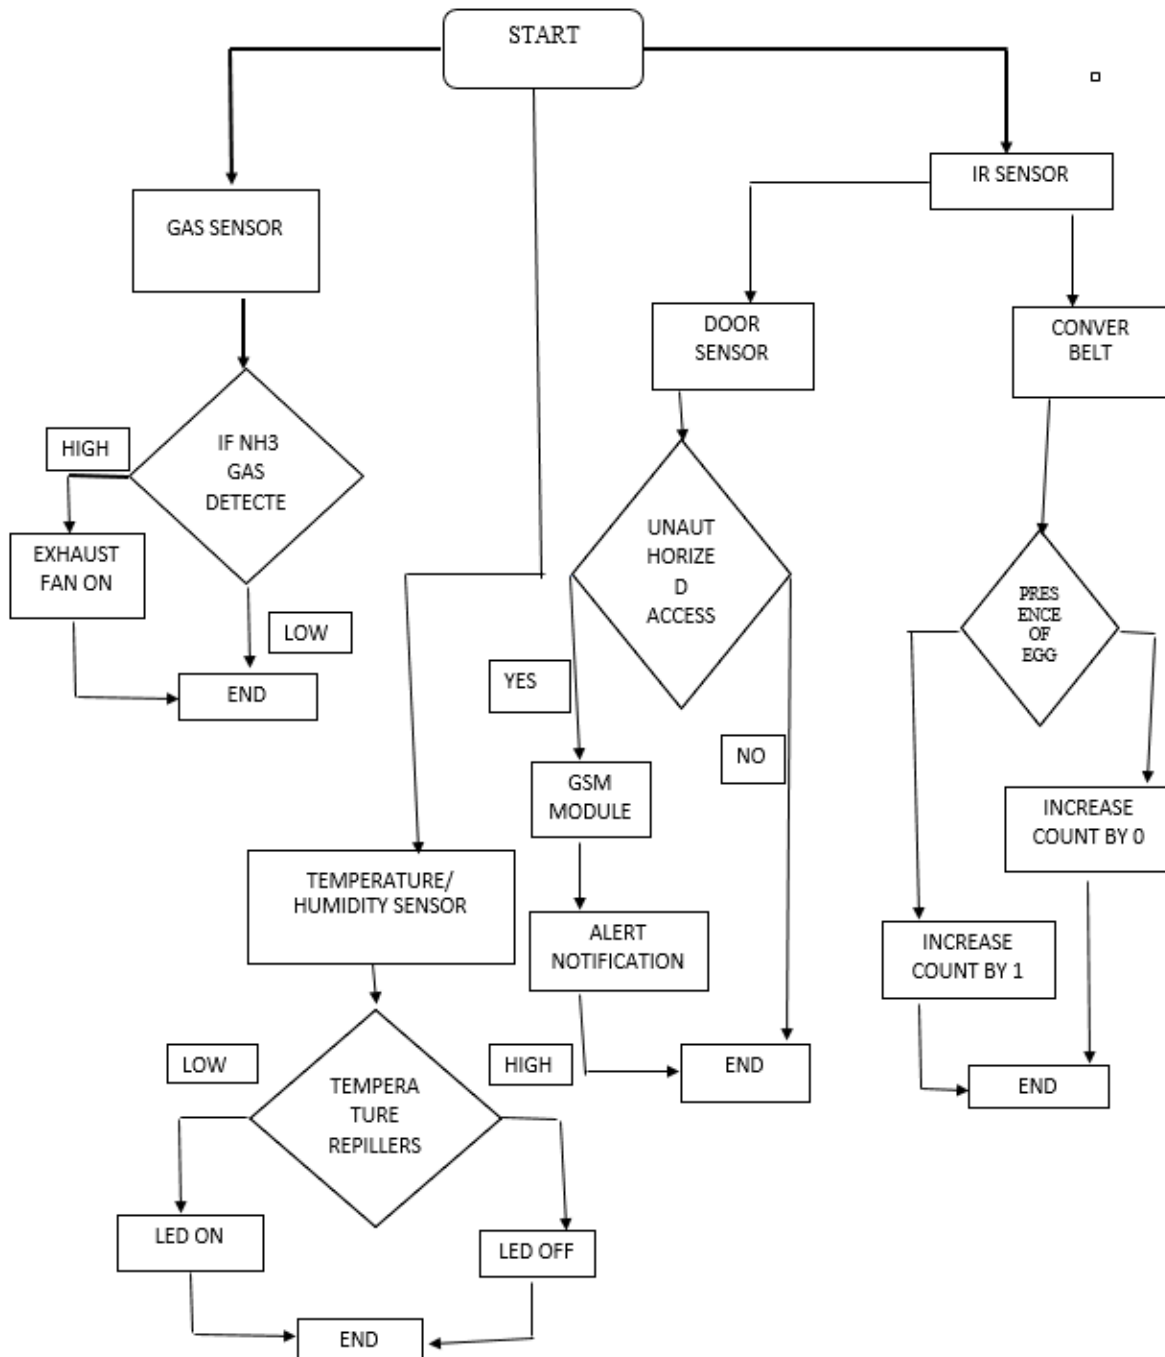 START
IR SENSOR
GAS SENSOR
DOOR
SENSOR
CONVER
BELT
HIGH
IF NH3
GAS
DETECTE
EXHAUST
FAN ON
LOW
END
UNAUT
HORIZE
D
ACCESS
PRES
ENCE
OF
EGG
YES
NO
GSM
MODULE
INCREASE
COUNT BY 0
TEMPERATURE/
HUMIDITY SENSOR
ALERT
NOTIFICATION
INCREASE
COUNT BY 1
LOW
HIGH
END
END
TEMPERA
TURE
REPILLERS
LED ON
LED OFF
END